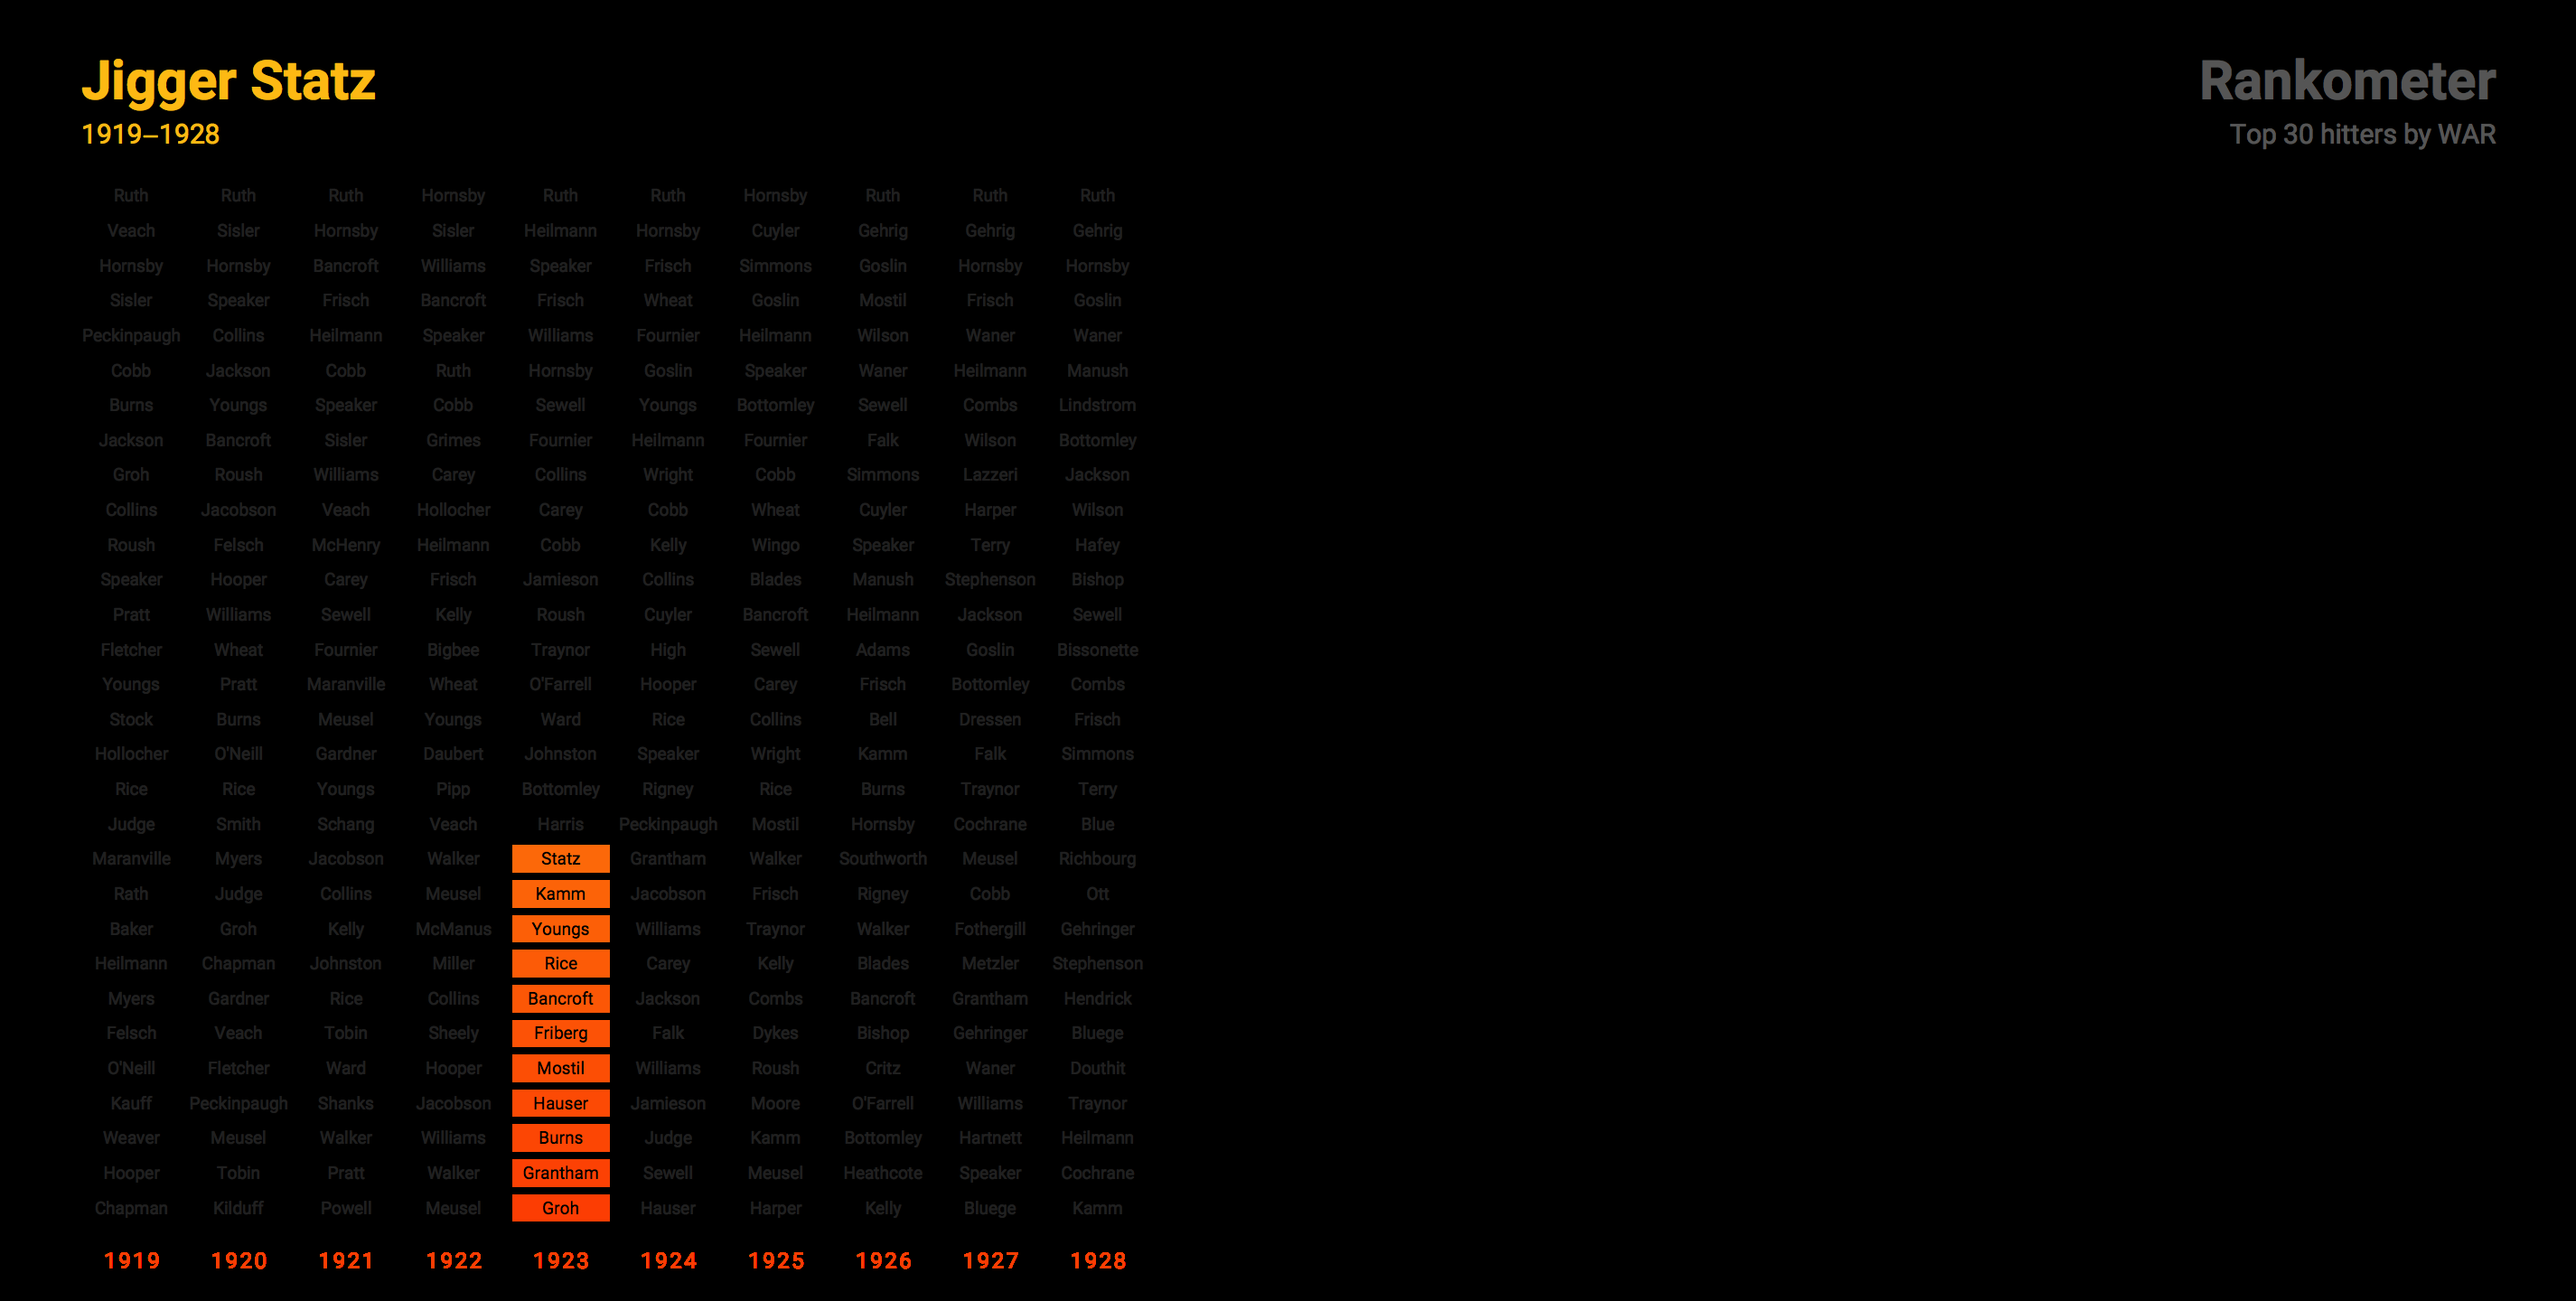 Jigger Statz
1919–1928
Rankometer
Top 30 hitters by WAR
Ruth Ruth Ruth Hornsby Ruth Ruth Hornsby Ruth Ruth Ruth
Veach Sisler Hornsby Sisler Heilmann Hornsby Cuyler Gehrig Gehrig Gehrig
Hornsby Hornsby Bancroft Williams Speaker Frisch Simmons Goslin Hornsby Hornsby
Sisler Speaker Frisch Bancroft Frisch Wheat Goslin Mostil Frisch Goslin
Peckinpaugh Collins Heilmann Speaker Williams Fournier Heilmann Wilson Waner Waner
Cobb Jackson Cobb Ruth Hornsby Goslin Speaker Waner Heilmann Manush
Burns Youngs Speaker Cobb Sewell Youngs Bottomley Sewell Combs Lindstrom
Jackson Bancroft Sisler Grimes Fournier Heilmann Fournier Falk Wilson Bottomley
Groh Roush Williams Carey Collins Wright Cobb Simmons Lazzeri Jackson
Collins Jacobson Veach Hollocher Carey Cobb Wheat Cuyler Harper Wilson
Roush Felsch McHenry Heilmann Cobb Kelly Wingo Speaker Terry Hafey
Speaker Hooper Carey Frisch Jamieson Collins Blades Manush Stephenson Bishop
Pratt Williams Sewell Kelly Roush Cuyler Bancroft Heilmann Jackson Sewell
Fletcher Wheat Fournier Bigbee Traynor High Sewell Adams Goslin Bissonette
Youngs Pratt Maranville Wheat O'Farrell Hooper Carey Frisch Bottomley Combs
Stock Burns Meusel Youngs Ward Rice Collins Bell Dressen Frisch
Hollocher O'Neill Gardner Daubert Johnston Speaker Wright Kamm Falk Simmons
Rice Rice Youngs Pipp Bottomley Rigney Rice Burns Traynor Terry
Judge Smith Schang Veach Harris Peckinpaugh Mostil Hornsby Cochrane Blue
Maranville Myers Jacobson Walker Statz Grantham Walker Southworth Meusel Richbourg
Rath Judge Collins Meusel Kamm Jacobson Frisch Rigney Cobb Ott
Baker Groh Kelly McManus Youngs Williams Traynor Walker Fothergill Gehringer
Heilmann Chapman Johnston Miller Rice Carey Kelly Blades Metzler Stephenson
Myers Gardner Rice Collins Bancroft Jackson Combs Bancroft Grantham Hendrick
Felsch Veach Tobin Sheely Friberg Falk Dykes Bishop Gehringer Bluege
O'Neill Fletcher Ward Hooper Mostil Williams Roush Critz Waner Douthit
Kauff Peckinpaugh Shanks Jacobson Hauser Jamieson Moore O'Farrell Williams Traynor
Weaver Meusel Walker Williams Burns Judge Kamm Bottomley Hartnett Heilmann
Hooper Tobin Pratt Walker Grantham Sewell Meusel Heathcote Speaker Cochrane
Chapman Kilduff Powell Meusel Groh Hauser Harper Kelly Bluege Kamm
1919 1920 1921 1922 1923 1924 1925 1926 1927 1928